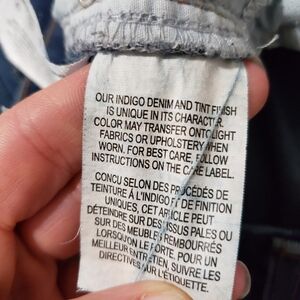 OUR INDIGO DENIM AND TINT FINISH
IS UNIQUE IN ITS CHARACTER.
COLOR MAY TRANSFER ONTO LIGHT
FABRICS OR UPHOLSTERY WHEN
WORN. FOR BEST CARE, FOLLOW
INSTRUCTIONS ON THE CARE LABEL.
CONÇU SELON DES PROCÉDÉS DE
TEINTURE À L'INDIGO ET DE FINITION
UNIQUES, CET ARTICLE PEUT
DÉTEINDRE SUR DES TISSUS PALES OU
SUR DES MEUBLES REMBOURRÉS
LORSQU'ON LE PORTE. POUR UN
MEILLEUR ENTRETIEN, SUIVRE LES
DIRECTIVES SUR L'ÉTIQUETTE.